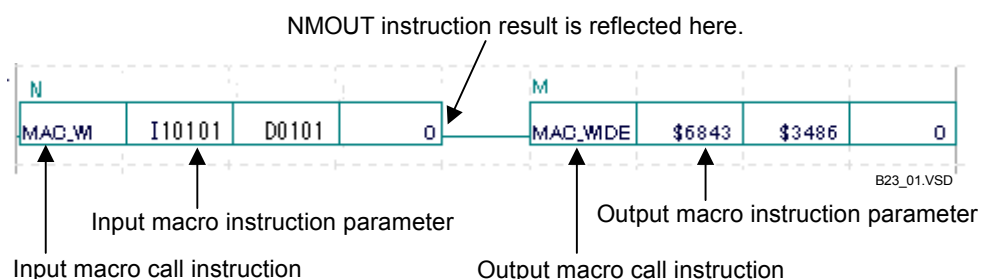 NMOUT instruction result is reflected here.
N
M
MAC_WI I10101 D0101 0
MAC_WIDE $6843 $3486 0
B23_01.VSD
Input macro instruction parameter
Output macro instruction parameter
Input macro call instruction
Output macro call instruction